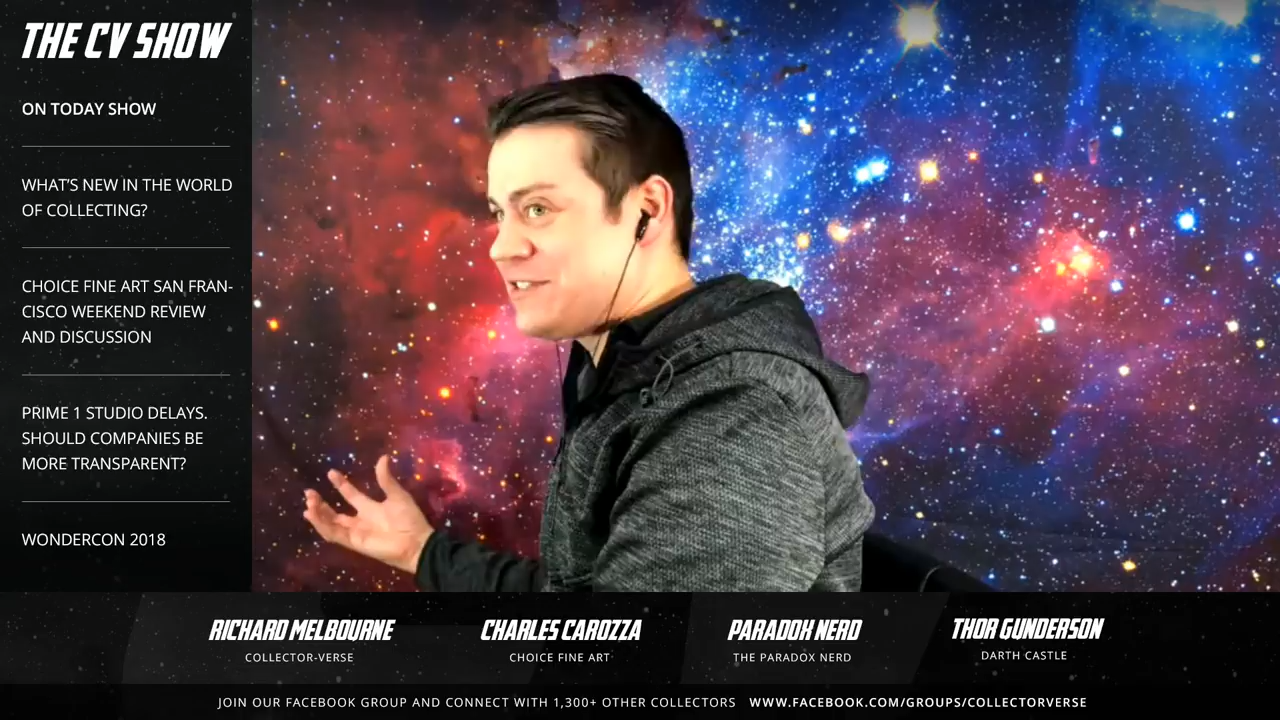 THE CV SHOW
ON TODAY SHOW
WHAT'S NEW IN THE WORLD
OF COLLECTING?
CHOICE FINE ART SAN FRAN-
CISCO WEEKEND REVIEW
AND DISCUSSION
PRIME 1 STUDIO DELAYS.
SHOULD COMPANIES BE
MORE TRANSPARENT?
WONDERCON 2018
RICHARD MELBOURNE
COLLECTOR-VERSE
CHARLES CAROZZA
CHOICE FINE ART
PARADOX NERD
THE PARADOX NERD
THOR GUNDERSON
DARTH CASTLE
JOIN OUR FACEBOOK GROUP AND CONNECT WITH 1,300+ OTHER COLLECTORS WWW.FACEBOOK.COM/GROUPS/COLLECTORVERSE